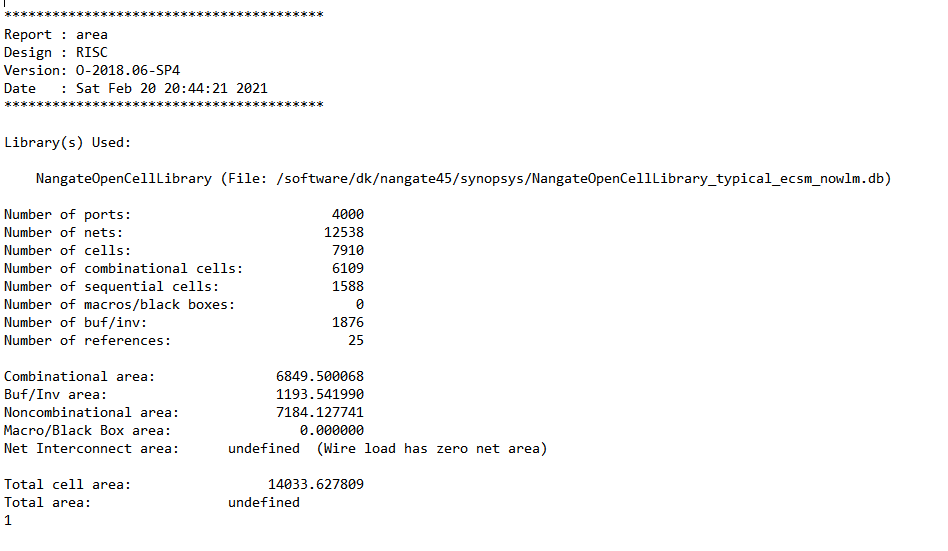 ****************************************
Report : area
Design : RISC
Version: O-2018.06-SP4
Date   : Sat Feb 20 20:44:21 2021
****************************************

Library(s) Used:

    NangateOpenCellLibrary (File: /software/dk/nangate45/synopsys/NangateOpenCellLibrary_typical_ecsm_nowlm.db)

Number of ports:                         4000
Number of nets:                         12538
Number of cells:                         7910
Number of combinational cells:           6109
Number of sequential cells:              1588
Number of macros/black boxes:               0
Number of buf/inv:                       1876
Number of references:                      25

Combinational area:               6849.500068
Buf/Inv area:                     1193.541990
Noncombinational area:            7184.127741
Macro/Black Box area:                0.000000
Net Interconnect area:      undefined  (Wire load has zero net area)

Total cell area:                 14033.627809
Total area:                 undefined
1